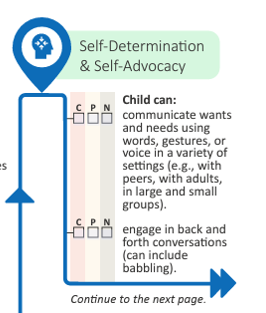 Self-Determination
& Self-Advocacy
Child can:
C P N
communicate wants
and needs using
words, gestures, or
voice in a variety of
settings (e.g., with
peers, with adults,
in large and small
groups).
C P N
engage in back and
forth conversations
(can include
babbling).
Continue to the next page.